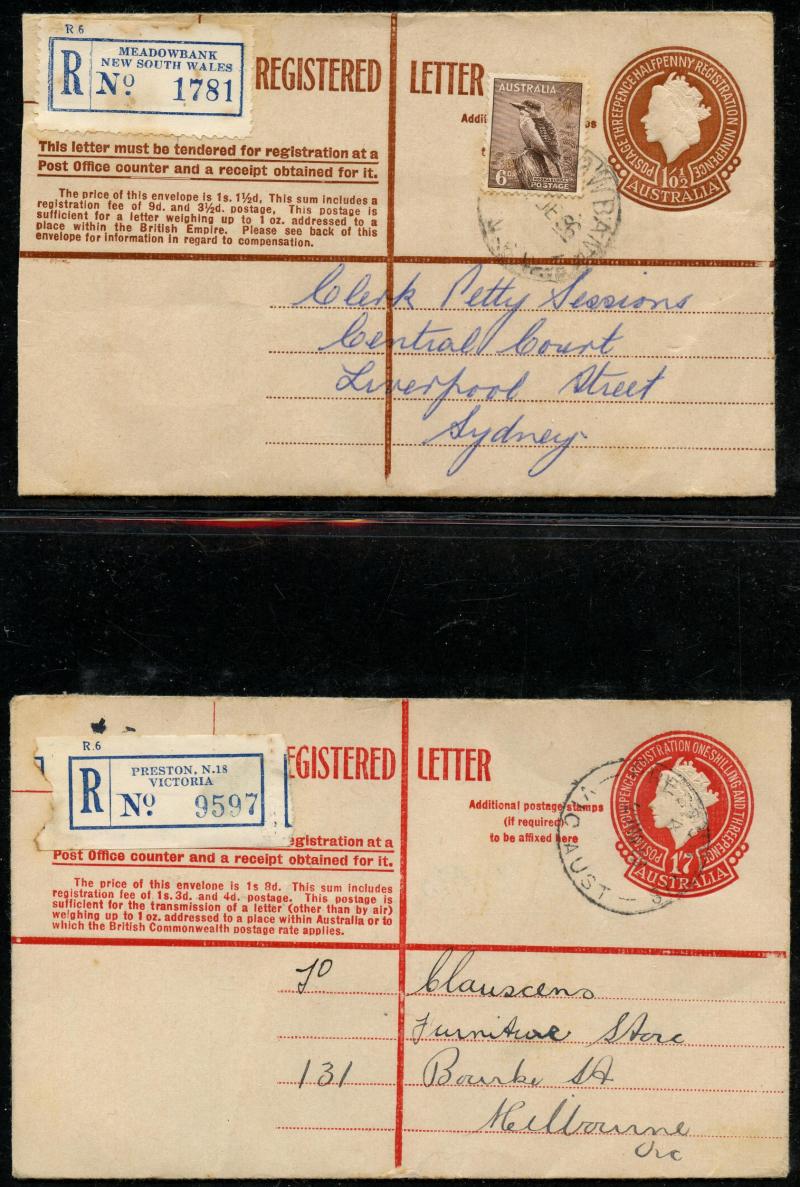 R 6
MEADOWBANK
NEW SOUTH WALES
R No 1781
REGISTERED LETTER
This letter must be tendered for registration at a
Post Office counter and a receipt obtained for it.
The price of this envelope is 1s. 1½d, This sum includes a
registration fee of 9d. and 3½d. postage, This postage is
sufficient for a letter weighing up to 1 oz. addressed to a
place within the British Empire. Please see back of
envelope for information in regard to compensation.
AUSTRALIA
6D
KOOKABURRA
POSTAGE
POSTAGE THREEPENCE HALFPENNY REGISTRATION NINEPENCE
1/0½
AUSTRALIA
Clerk Petty Sessions
Central Court
Liverpool Street
Sydney
R.6
PRESTON, N.18
VICTORIA
R No 9597
EGISTERED LETTER
Additional postage stamps
(if required)
to be affixed here
egistration at a
Post Office counter and a receipt obtained for it.
The price of this envelope is 1s 8d. This sum includes
registration fee of 1s. 3d. and 4d. postage. This postage is
sufficient for the transmission of a letter (other than by air)
weighing up to 1 oz. addressed to a place within Australia or to
which the British Commonwealth postage rate applies.
REGISTRATION ONE SHILLING AND THREEPENCE
1/7
AUSTRALIA
VIC AUST
To Clauscens
Furniture Store
131 Bourke St
Melbourne